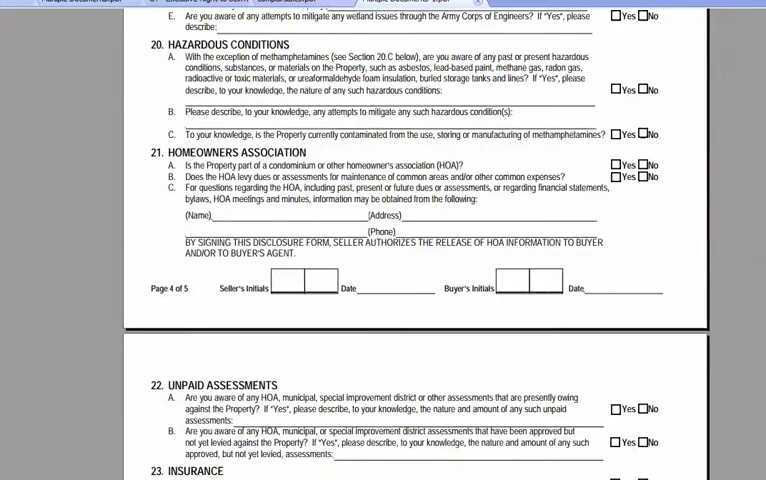 E. Are you aware of any attempts to mitigate any wetland issues through the Army Corps of Engineers? If "Yes", please Yes No
describe:
20. HAZARDOUS CONDITIONS
A. With the exception of methamphetamines (see Section 20.C below), are you aware of any past or present hazardous
conditions, substances, or materials on the Property, such as asbestos, lead-based paint, methane gas, radon gas,
radioactive or toxic materials, or ureaformaldehyde foam insulation, buried storage tanks and lines? If "Yes", please
describe, to your knowledge, the nature of any such hazardous conditions: Yes No
B. Please describe, to your knowledge, any attempts to mitigate any such hazardous condition(s):
C. To your knowledge, is the Property currently contaminated from the use, storing or manufacturing of methamphetamines? Yes No
21. HOMEOWNERS ASSOCIATION
A. Is the Property part of a condominium or other homeowner's association (HOA)? Yes No
B. Does the HOA levy dues or assessments for maintenance of common areas and/or other common expenses? Yes No
C. For questions regarding the HOA, including past, present or future dues or assessments, or regarding financial statements,
bylaws, HOA meetings and minutes, information may be obtained from the following:
(Name) (Address)
(Phone)
BY SIGNING THIS DISCLOSURE FORM, SELLER AUTHORIZES THE RELEASE OF HOA INFORMATION TO BUYER
AND/OR TO BUYER'S AGENT.
Page 4 of 5 Seller's Initials Date Buyer's Initials Date
22. UNPAID ASSESSMENTS
A. Are you aware of any HOA, municipal, special improvement district or other assessments that are presently owing
against the Property? If "Yes", please describe, to your knowledge, the nature and amount of any such unpaid Yes No
assessments:
B. Are you aware of any HOA, municipal, or special improvement district assessments that have been approved but
not yet levied against the Property? If "Yes", please describe, to your knowledge, the nature and amount of any such Yes No
approved, but not yet levied, assessments:
23. INSURANCE